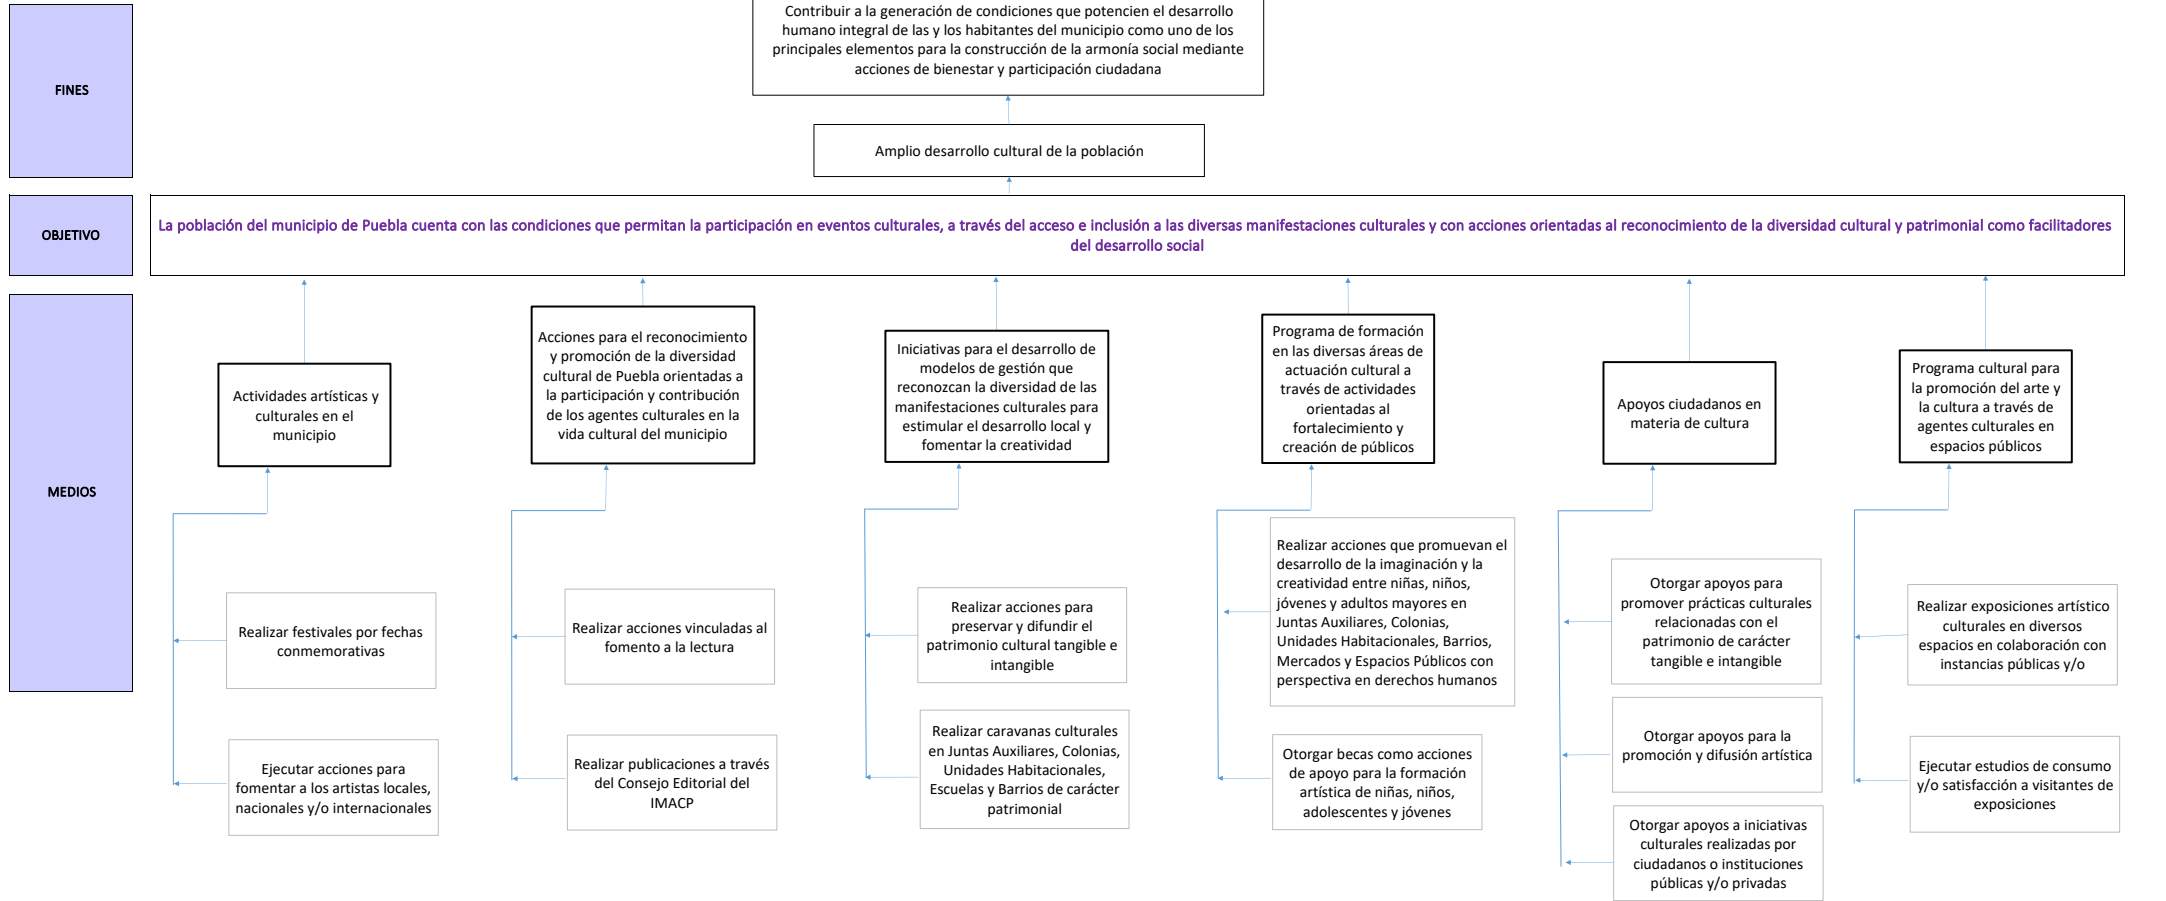 Contribuir a la generación de condiciones que potencien el desarrollo
humano integral de las y los habitantes del municipio como uno de los
principales elementos para la construcción de la armonía social mediante
acciones de bienestar y participación ciudadana
FINES
Amplio desarrollo cultural de la población
OBJETIVO
La población del municipio de Puebla cuenta con las condiciones que permitan la participación en eventos culturales, a través del acceso e inclusión a las diversas manifestaciones culturales y con acciones orientadas al reconocimiento de la diversidad cultural y patrimonial como facilitadores
del desarrollo social
MEDIOS
Actividades artísticas y
culturales en el
municipio
Acciones para el reconocimiento
y promoción de la diversidad
cultural de Puebla orientadas a
la participación y contribución
de los agentes culturales en la
vida cultural del municipio
Iniciativas para el desarrollo de
modelos de gestión que
reconozcan la diversidad de las
manifestaciones culturales para
estimular el desarrollo local y
fomentar la creatividad
Programa de formación
en las diversas áreas de
actuación cultural a
través de actividades
orientadas al
fortalecimiento y
creación de públicos
Apoyos ciudadanos en
materia de cultura
Programa cultural para
la promoción del arte y
la cultura a través de
agentes culturales en
espacios públicos
Realizar festivales por fechas
conmemorativas
Ejecutar acciones para
fomentar a los artistas locales,
nacionales y/o internacionales
Realizar acciones vinculadas al
fomento a la lectura
Realizar publicaciones a través
del Consejo Editorial del
IMACP
Realizar acciones para
preservar y difundir el
patrimonio cultural tangible e
intangible
Realizar caravanas culturales
en Juntas Auxiliares, Colonias,
Unidades Habitacionales,
Escuelas y Barrios de carácter
patrimonial
Realizar acciones que promuevan el
desarrollo de la imaginación y la
creatividad entre niñas, niños,
jóvenes y adultos mayores en
Juntas Auxiliares, Colonias,
Unidades Habitacionales, Barrios,
Mercados y Espacios Públicos con
perspectiva en derechos humanos
Otorgar becas como acciones
de apoyo para la formación
artística de niñas, niños,
adolescentes y jóvenes
Otorgar apoyos para
promover prácticas culturales
relacionadas con el
patrimonio de carácter
tangible e intangible
Otorgar apoyos para la
promoción y difusión artística
Otorgar apoyos a iniciativas
culturales realizadas por
ciudadanos o instituciones
públicas y/o privadas
Realizar exposiciones artístico
culturales en diversos
espacios en colaboración con
instancias públicas y/o
Ejecutar estudios de consumo
y/o satisfacción a visitantes de
exposiciones